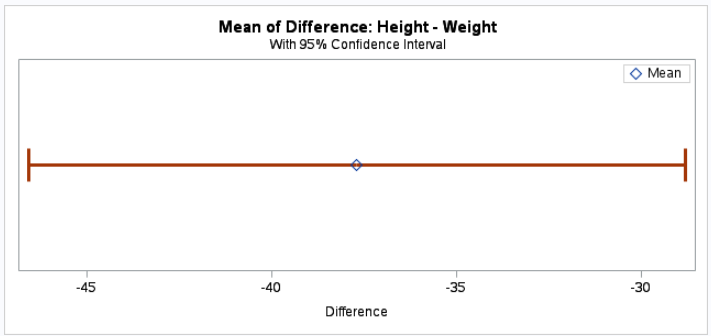 Mean of Difference: Height - Weight
With 95% Confidence Interval
Mean
-45 -40 -35 -30
Difference